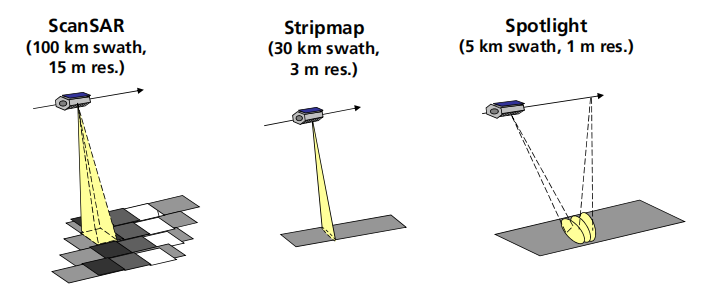 ScanSAR
(100 km swath,
15 m res.)
Stripmap
(30 km swath,
3 m res.)
Spotlight
(5 km swath, 1 m res.)